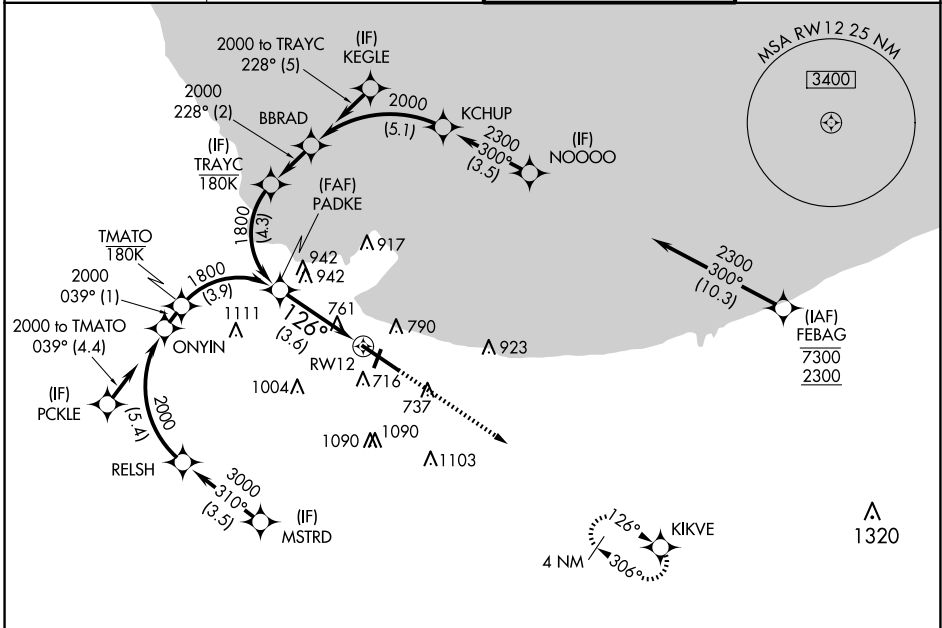 2000 to TRAYC
228° (5)
(IF)
KEGLE
MSA RW12 25 NM
3400
2000
228° (2)
BBRAD
2000
(5.1)
KCHUP
2300
300°
(3.5)
(IF)
NOOOO
(IF)
TRAYC
180K
(FAF)
PADKE
1800
(4.3)
917
942
942
TMATO
180K
2000
039° (1)
1800
(3.9)
2300
300°
(10.3)
2000 to TMATO
039° (4.4)
ONYIN
1111
126°
(3.6)
761
790
(IAF)
FEBAG
7300
2300
RW12
923
716
1004
737
(IF)
PCKLE
2000
(5.4)
1090
1090
1103
RELSH
3000
310°
(3.5)
(IF)
MSTRD
126°
KIKVE
4 NM
306°
1320